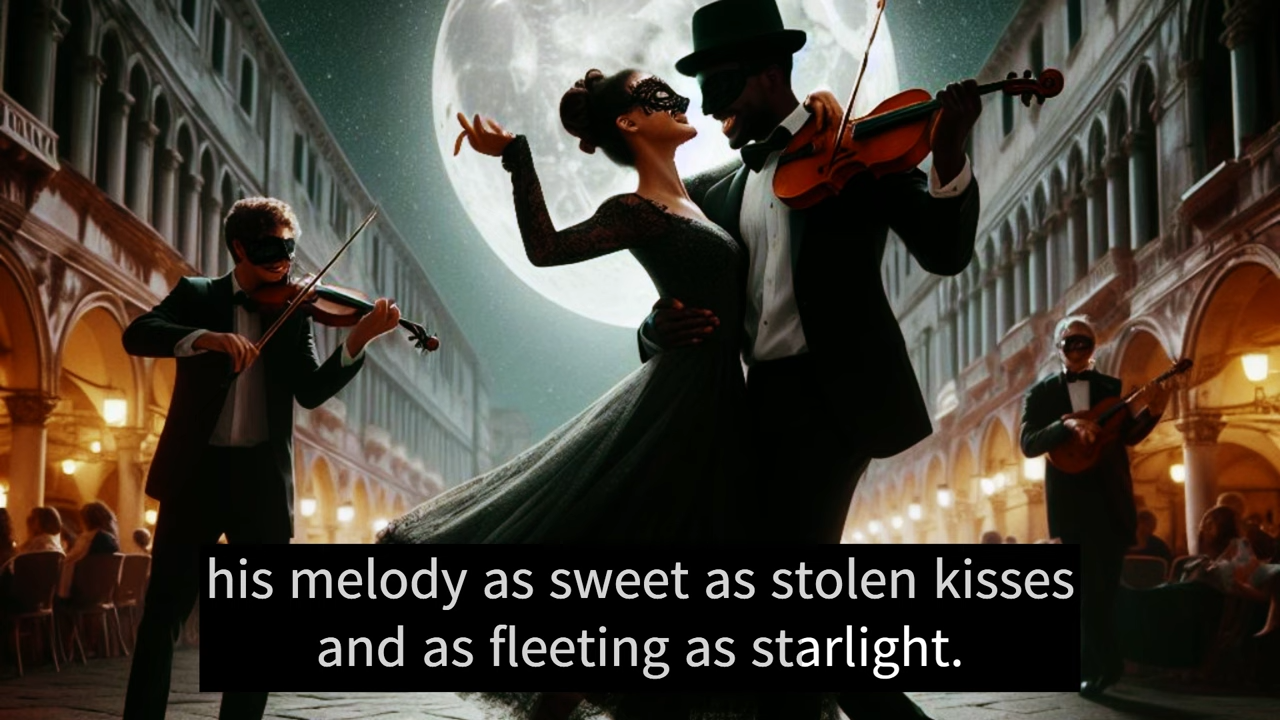 his melody as sweet as stolen kisses
and as fleeting as starlight.